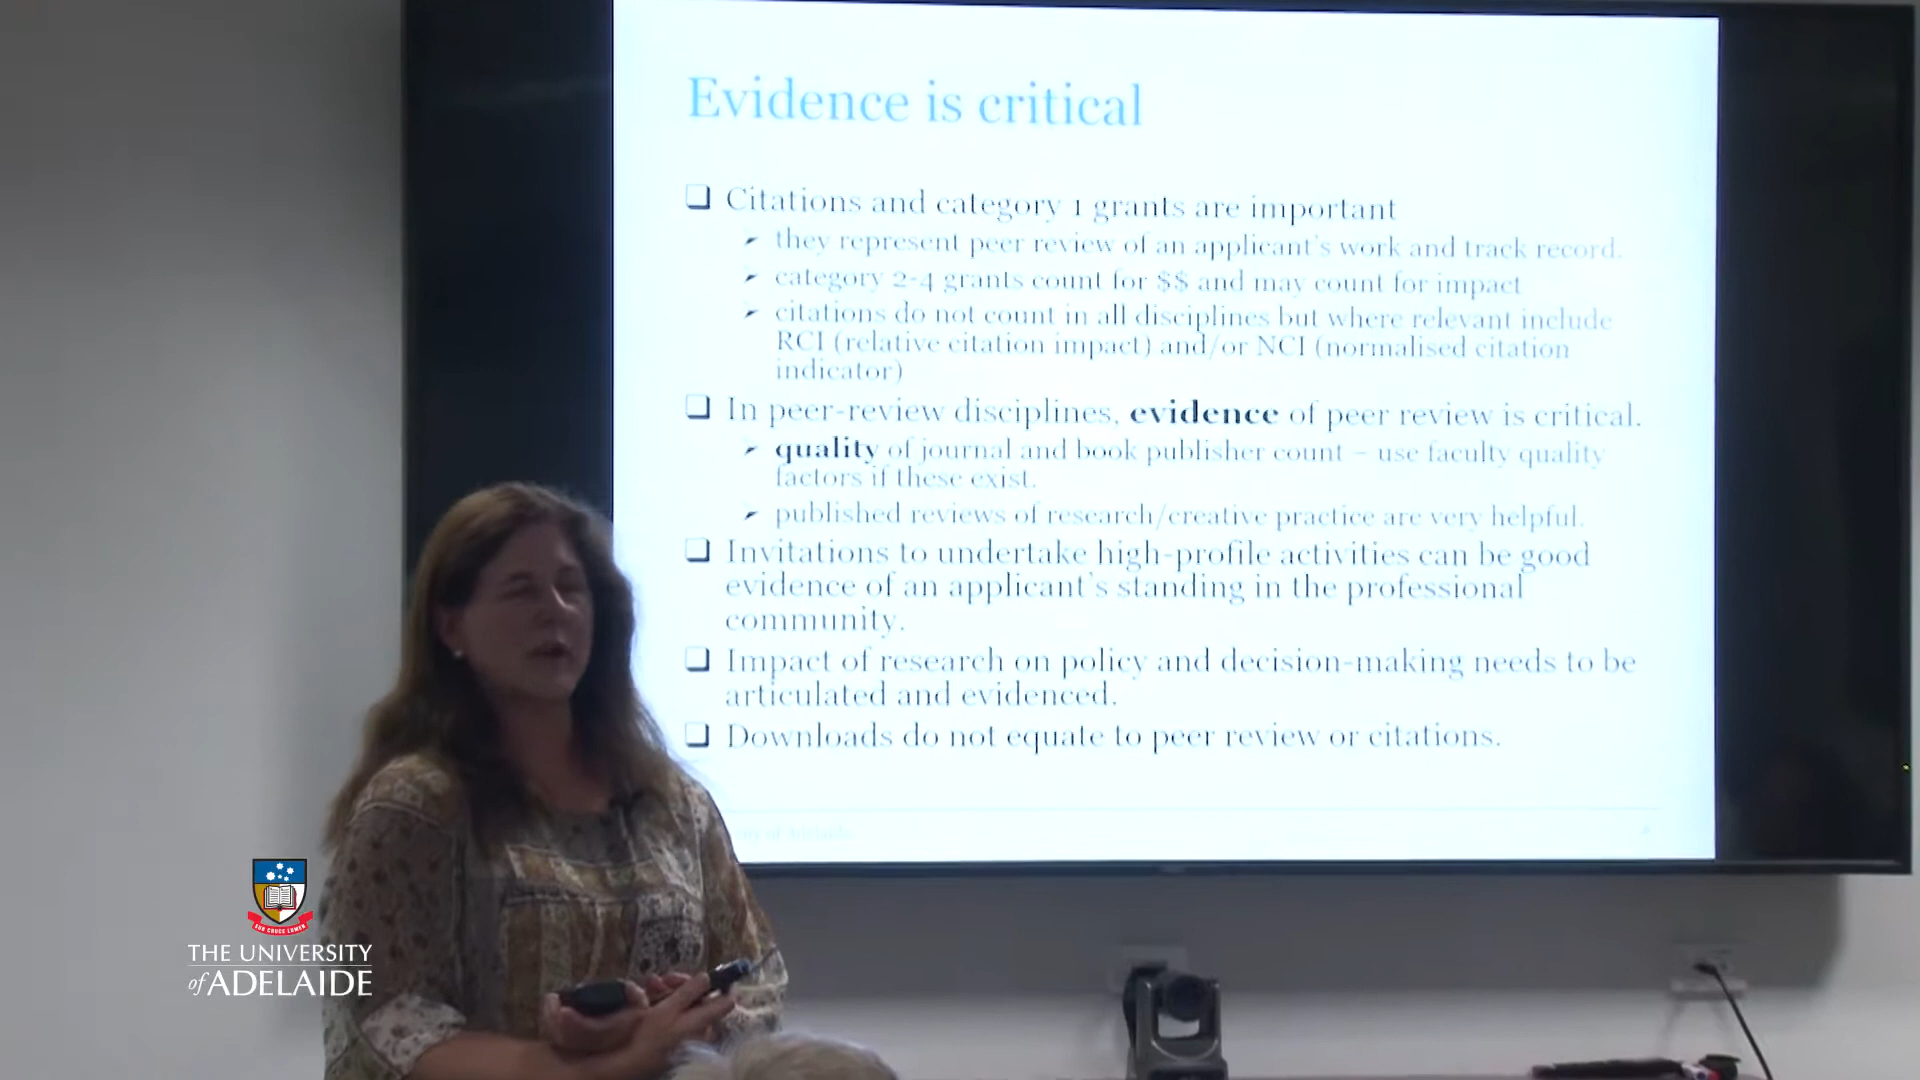 Evidence is critical
Citations and category 1 grants are important
they represent peer review of an applicant's work and track record.
category 2-4 grants count for $$ and may count for impact
citations do not count in all disciplines but where relevant include
RCI (relative citation impact) and/or NCI (normalised citation
indicator)
In peer-review disciplines, evidence of peer review is critical.
quality of journal and book publisher count – use faculty quality
factors if these exist.
published reviews of research/creative practice are very helpful.
Invitations to undertake high-profile activities can be good
evidence of an applicant's standing in the professional
community.
Impact of research on policy and decision-making needs to be
articulated and evidenced.
Downloads do not equate to peer review or citations.
of Adelaide
SUB CRUCE LUMEN
THE UNIVERSITY
of ADELAIDE